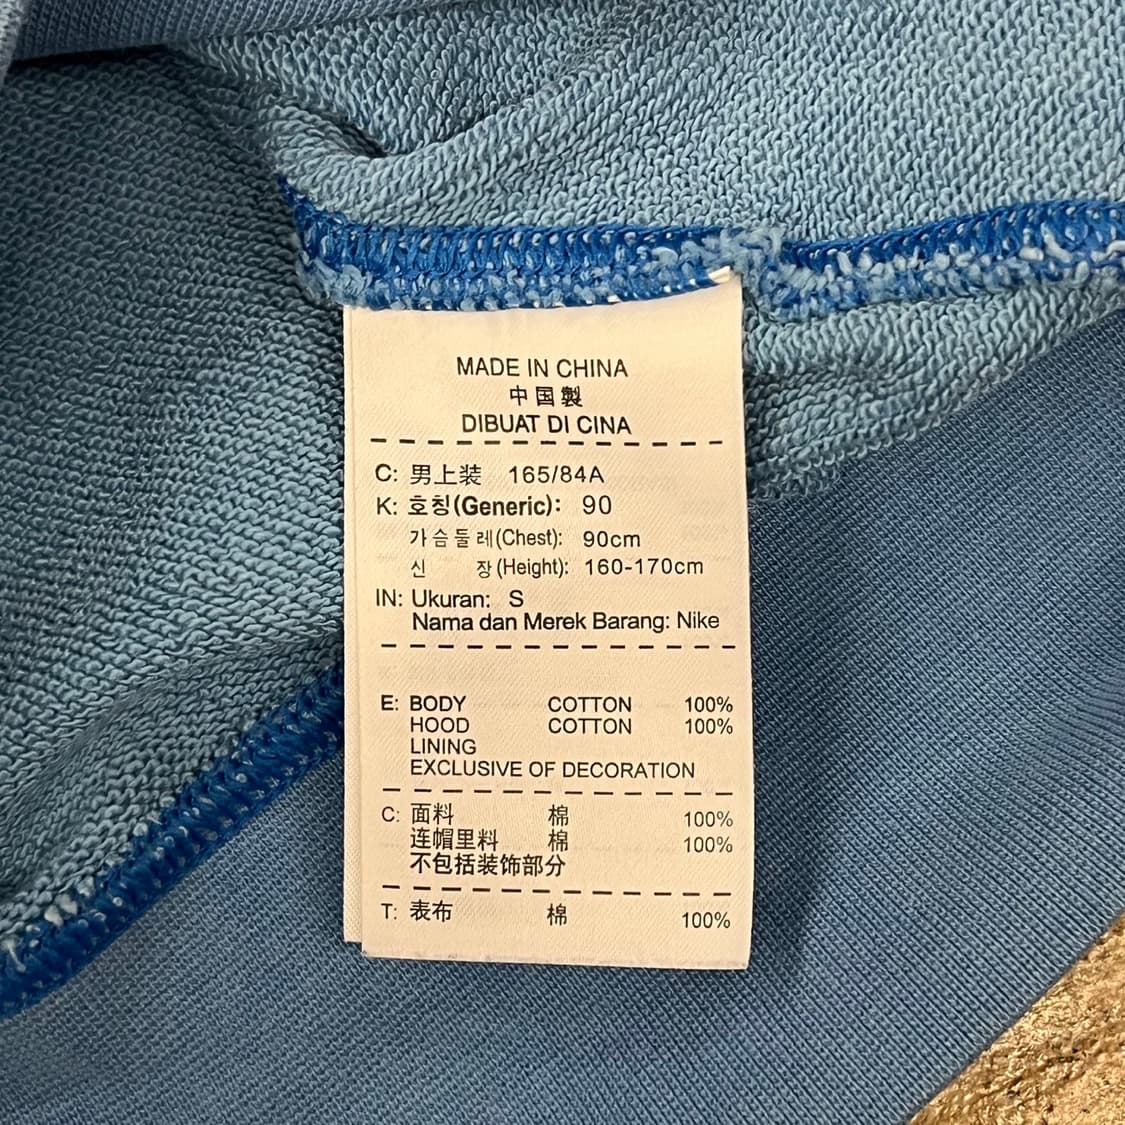 MADE IN CHINA
中国製
DIBUAT DI CINA
C: 男上装 165/84A
K: 호칭(Generic): 90
가슴둘레(Chest): 90cm
신 장(Height): 160-170cm
IN: Ukuran: S
Nama dan Merek Barang: Nike
E: BODY COTTON 100%
HOOD COTTON 100%
LINING
EXCLUSIVE OF DECORATION
C: 面料 棉 100%
连帽里料 棉 100%
不包括装饰部分
T: 表布 棉 100%